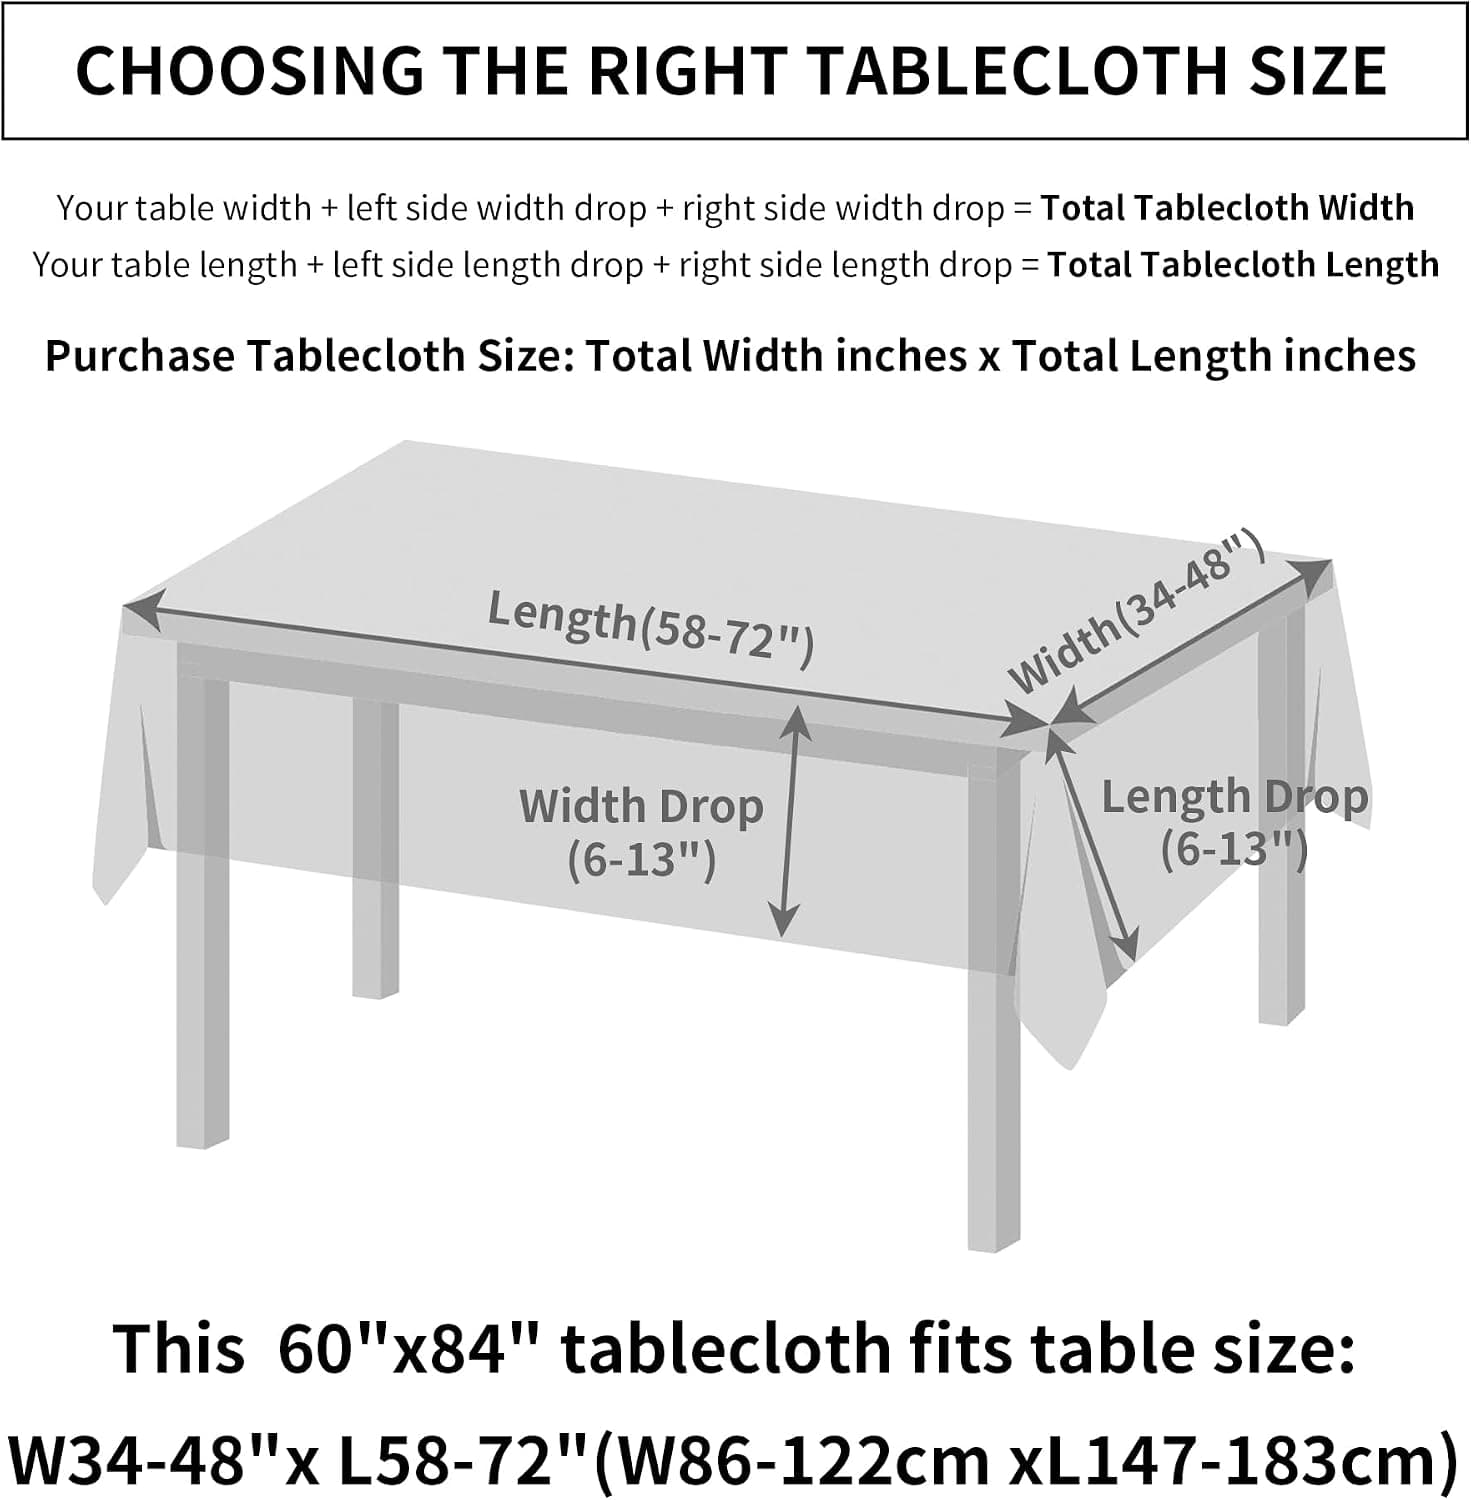 CHOOSING THE RIGHT TABLECLOTH SIZE
Your table width + left side width drop + right side width drop = Total Tablecloth Width
Your table length + left side length drop + right side length drop = Total Tablecloth Length
Purchase Tablecloth Size: Total Width inches x Total Length inches
Length(58-72")
Width(34-48")
Width Drop
(6-13")
Length Drop
(6-13")
This 60"x84" tablecloth fits table size:
W34-48"x L58-72"(W86-122cm xL147-183cm)